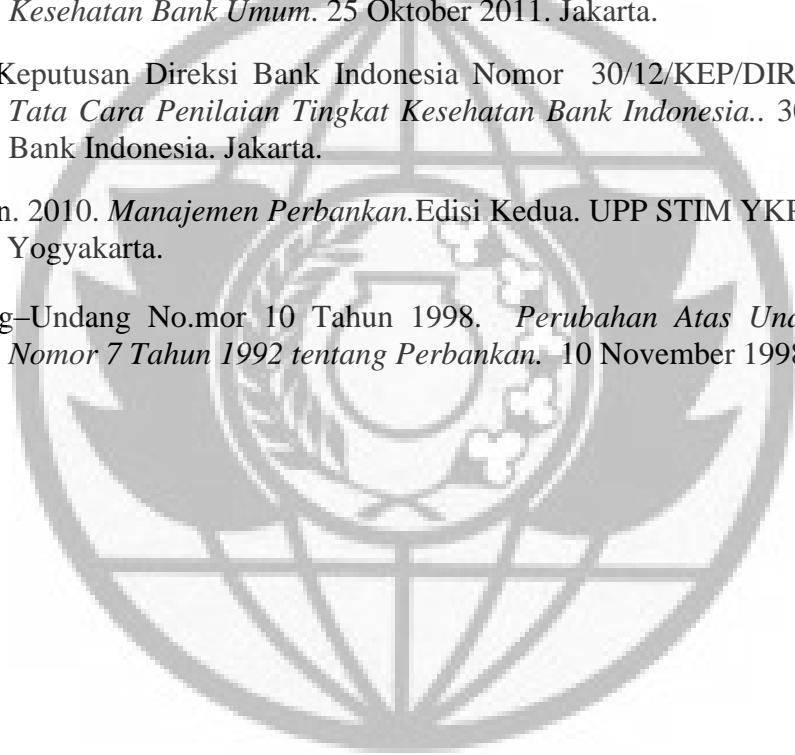 Kesehatan Bank Umum. 25 Oktober 2011. Jakarta.
Keputusan Direksi Bank Indonesia Nomor 30/12/KEP/DIR
Tata Cara Penilaian Tingkat Kesehatan Bank Indonesia.. 30
Bank Indonesia. Jakarta.
n. 2010. Manajemen Perbankan.Edisi Kedua. UPP STIM YKP
Yogyakarta.
g–Undang No.mor 10 Tahun 1998. Perubahan Atas Und
Nomor 7 Tahun 1992 tentang Perbankan. 10 November 1998